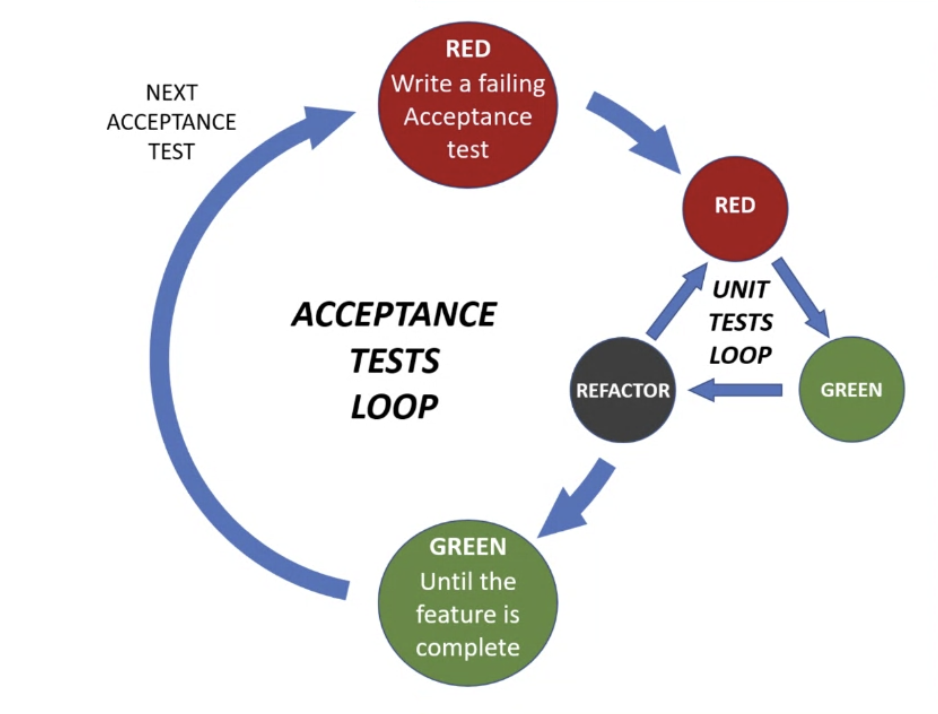 RED
Write a failing
Acceptance
test
NEXT
ACCEPTANCE
TEST
RED
UNIT
TESTS
LOOP
ACCEPTANCE
TESTS
LOOP
REFACTOR
GREEN
GREEN
Until the
feature is
complete